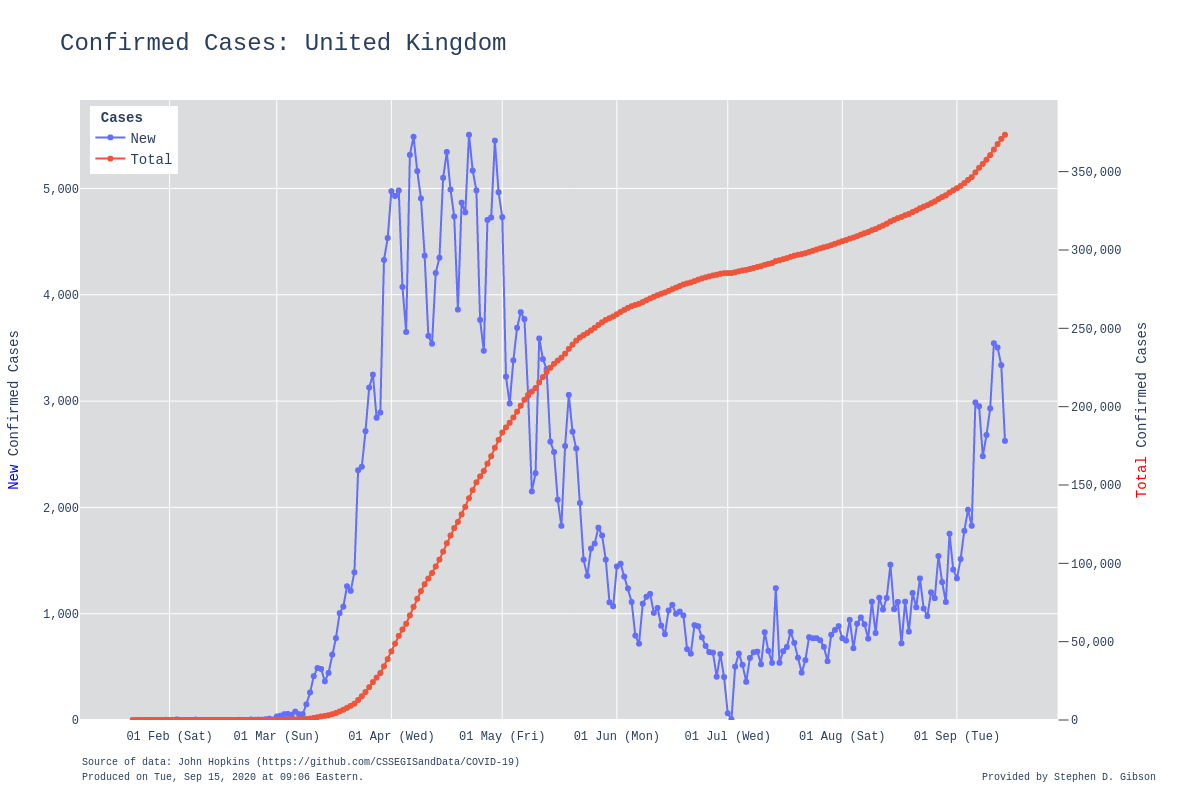 Confirmed Cases: United Kingdom
Cases
New
Total
5,000
4,000
3,000
2,000
1,000
0
New Confirmed Cases
350,000
300,000
250,000
200,000
150,000
100,000
50,000
0
Total Confirmed Cases
01 Feb (Sat) 01 Mar (Sun) 01 Apr (Wed) 01 May (Fri) 01 Jun (Mon) 01 Jul (Wed) 01 Aug (Sat) 01 Sep (Tue)
Source of data: John Hopkins (https://github.com/CSSEGISandData/COVID-19)
Produced on Tue, Sep 15, 2020 at 09:06 Eastern.
Provided by Stephen D. Gibson